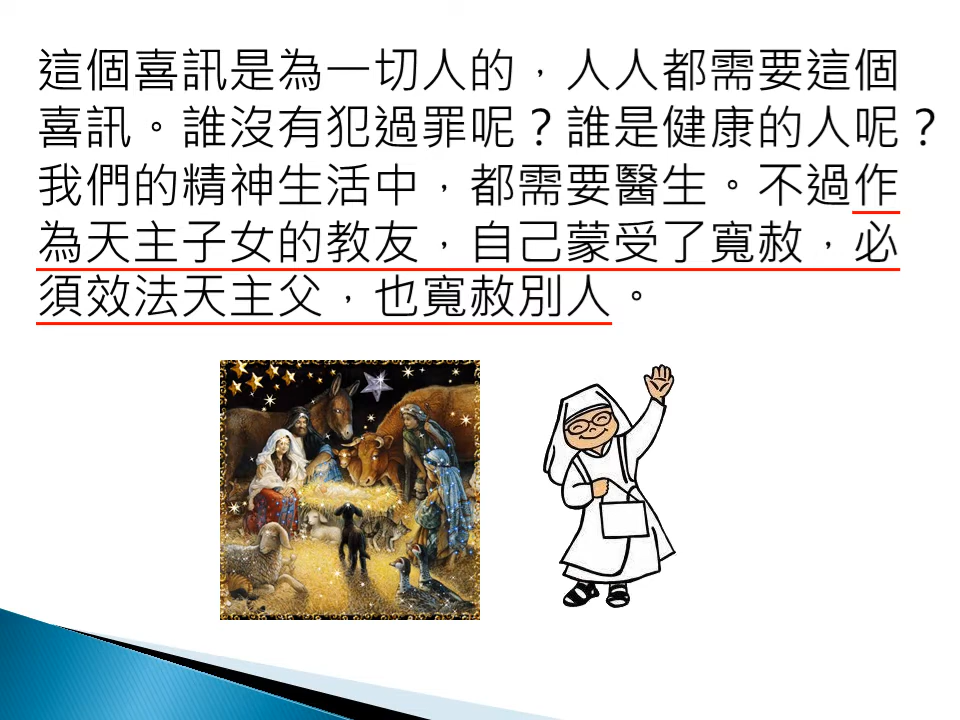 這個喜訊是為一切人的，人人都需要這個
喜訊。誰沒有犯過罪呢？誰是健康的人呢？
我們的精神生活中，都需要醫生。不過作
為天主子女的教友，自己蒙受了寬赦，必
須效法天主父，也寬赦別人。